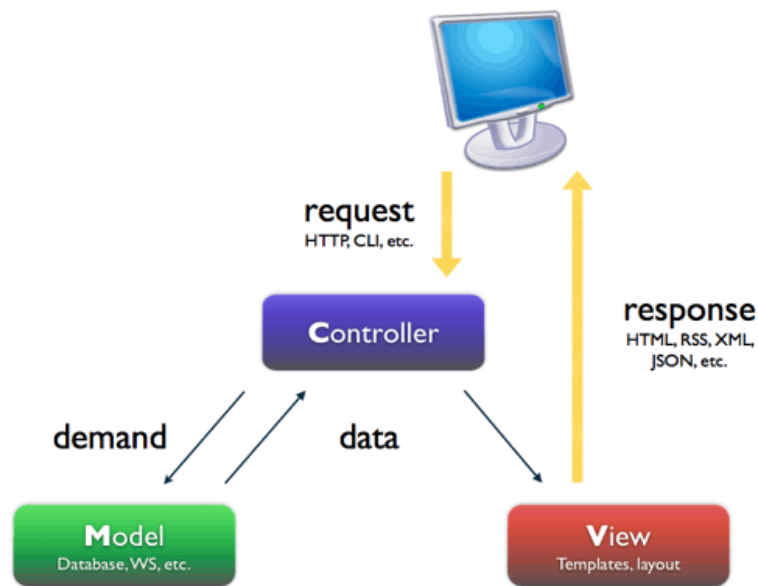 request
HTTP, CLI, etc.
Controller
response
HTML, RSS, XML,
JSON, etc.
demand
data
Model
Database, WS, etc.
View
Templates, layout